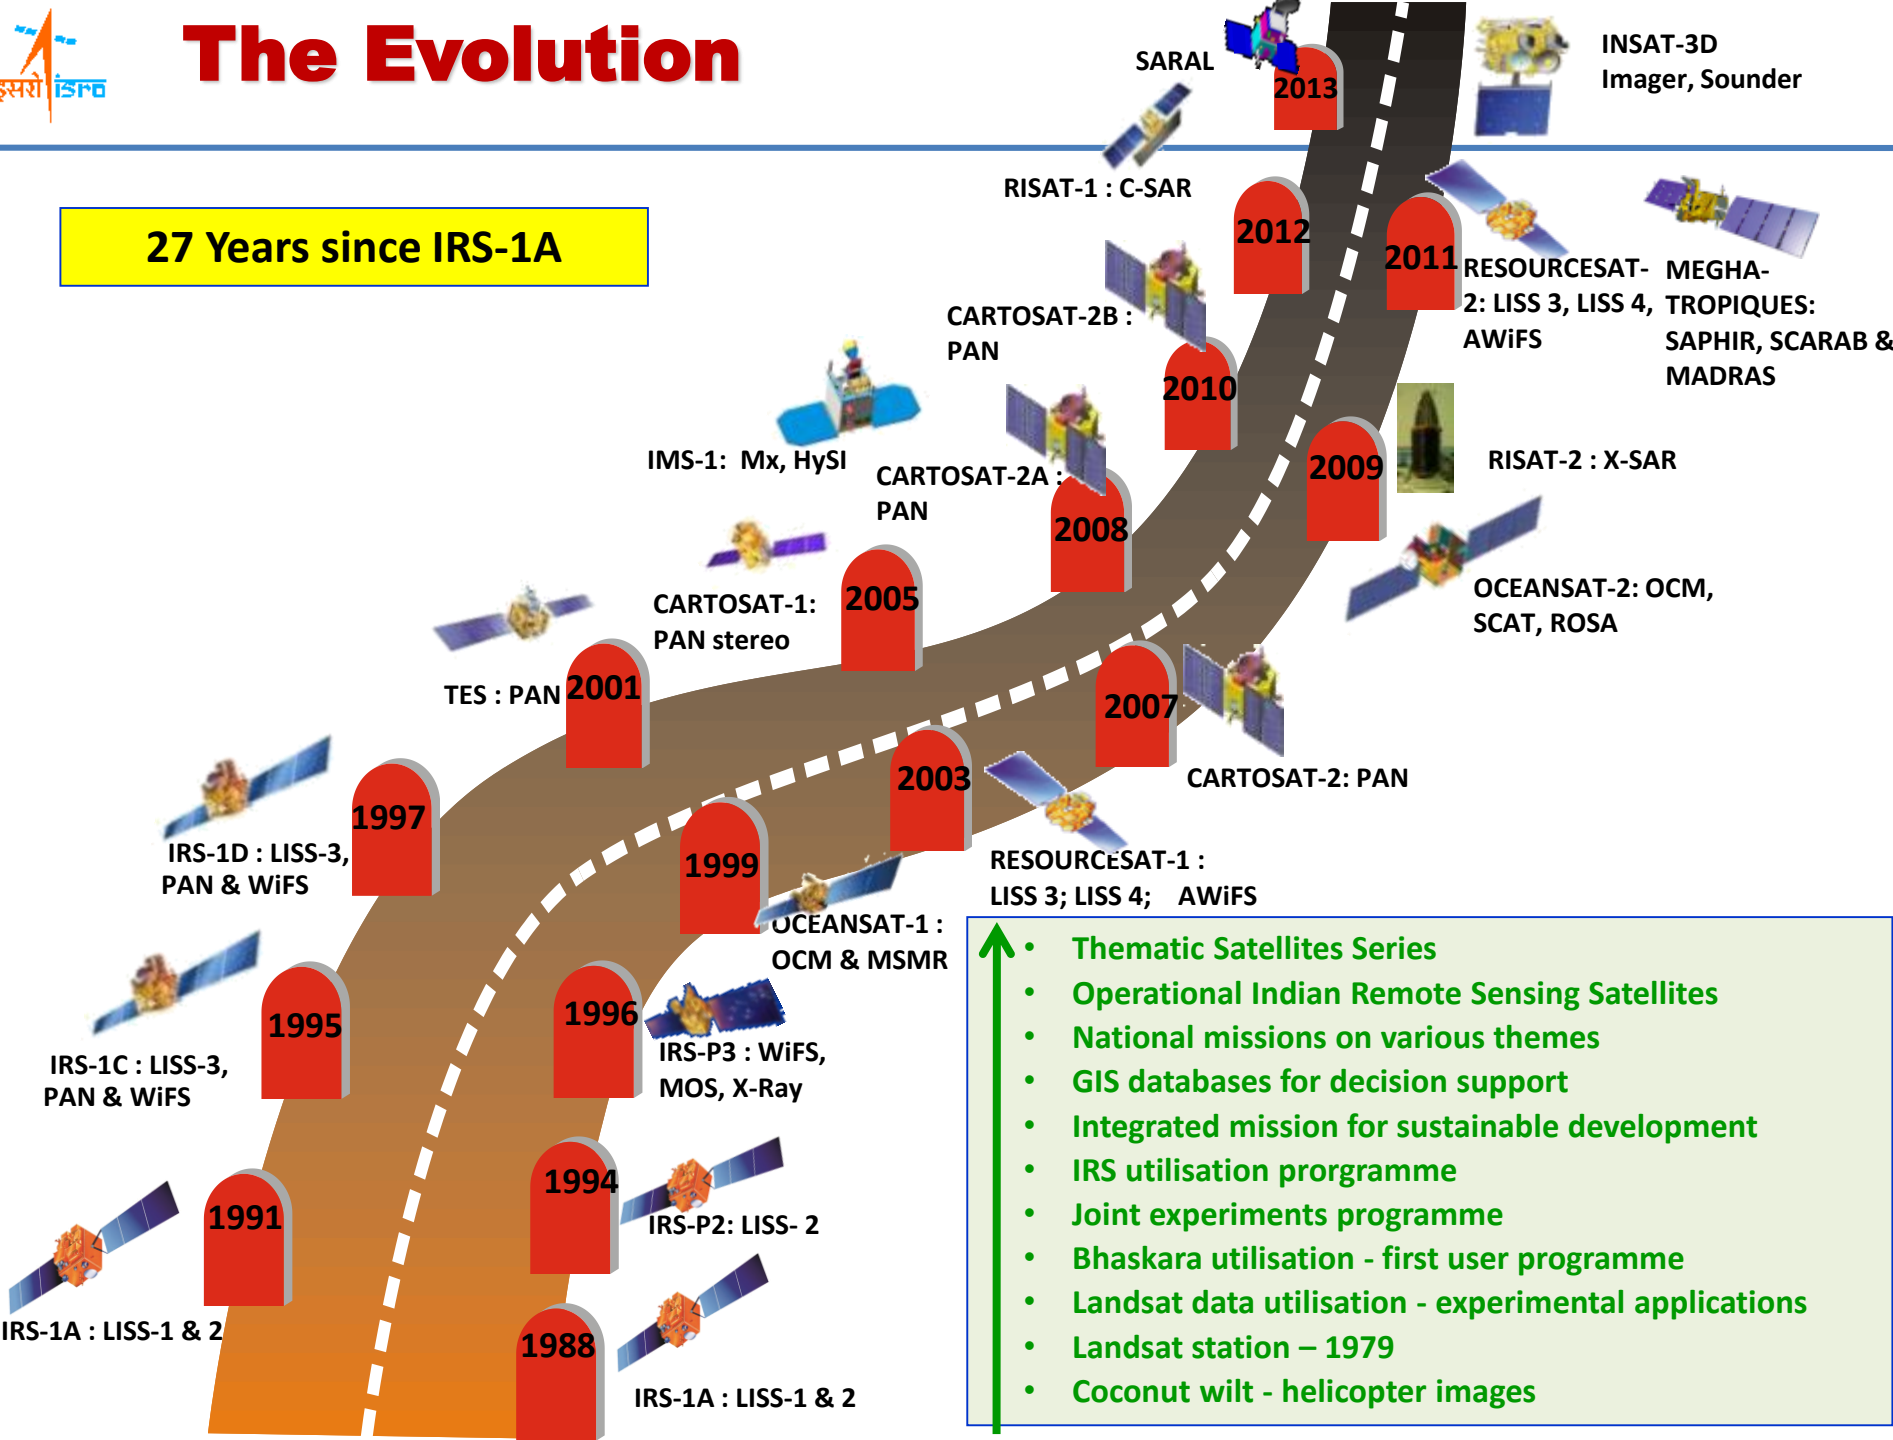 The Evolution
इसरो isro
27 Years since IRS-1A
SARAL
2013
INSAT-3D
Imager, Sounder
RISAT-1 : C-SAR
2012
2011
RESOURCESAT-
2: LISS 3, LISS 4,
AWiFS
MEGHA-
TROPIQUES:
SAPHIR, SCARAB &
MADRAS
CARTOSAT-2B :
PAN
2010
IMS-1: Mx, HySI
CARTOSAT-2A :
PAN
2009
RISAT-2 : X-SAR
2008
OCEANSAT-2: OCM,
SCAT, ROSA
CARTOSAT-1:
PAN stereo
2005
TES : PAN
2001
2007
CARTOSAT-2: PAN
2003
RESOURCESAT-1 :
LISS 3; LISS 4; AWiFS
IRS-1D : LISS-3,
PAN & WiFS
1997
1999
OCEANSAT-1 :
OCM & MSMR
IRS-1C : LISS-3,
PAN & WiFS
1995
1996
IRS-P3 : WiFS,
MOS, X-Ray
1994
IRS-P2: LISS- 2
1991
IRS-1A : LISS-1 & 2
1988
IRS-1A : LISS-1 & 2
• Thematic Satellites Series
• Operational Indian Remote Sensing Satellites
• National missions on various themes
• GIS databases for decision support
• Integrated mission for sustainable development
• IRS utilisation prorgramme
• Joint experiments programme
• Bhaskara utilisation - first user programme
• Landsat data utilisation - experimental applications
• Landsat station – 1979
• Coconut wilt - helicopter images